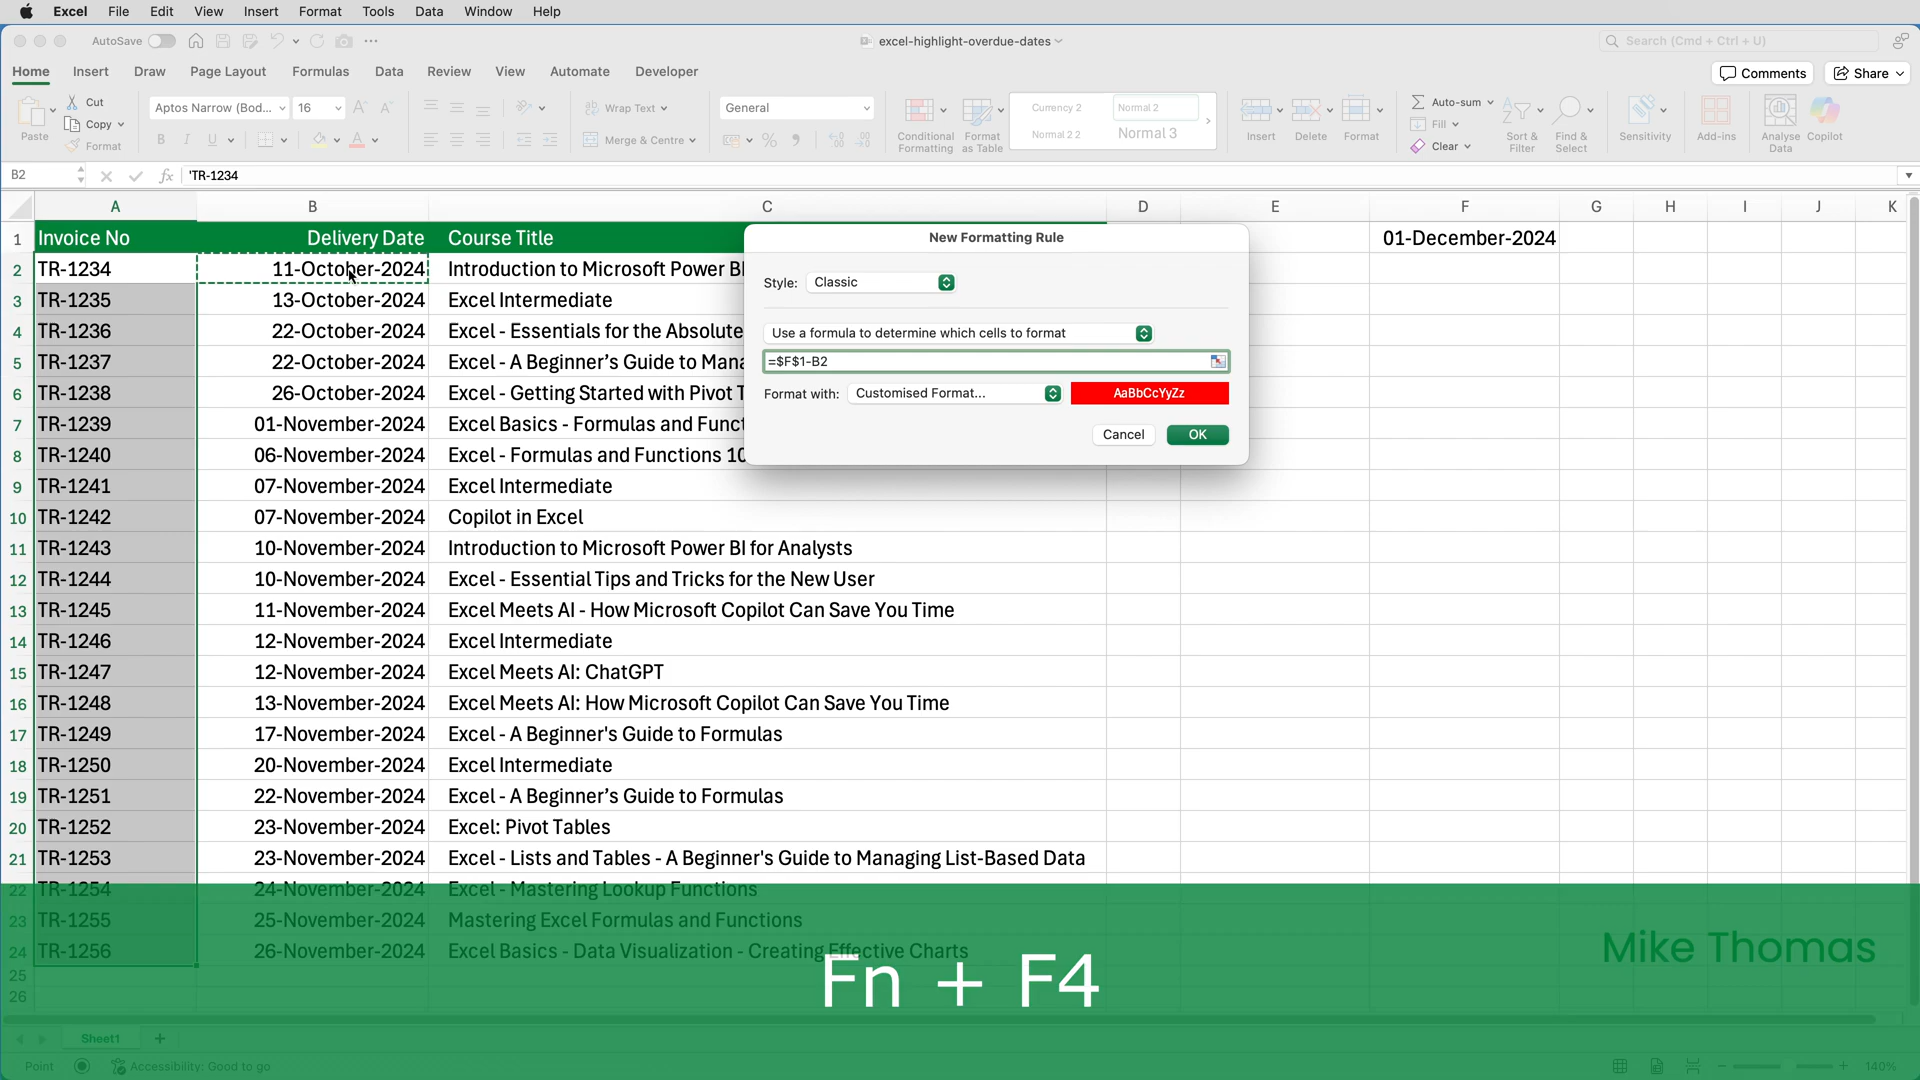 Excel File Edit View Insert Format Tools Data Window Help
AutoSave excel-highlight-overdue-dates Search (Cmd + Ctrl + U)
Home Insert Draw Page Layout Formulas Data Review View Automate Developer Comments Share
Paste Cut Copy Format
Aptos Narrow (Bod... 16 A A
B I U A
Wrap Text
Merge & Centre
General
%
Conditional Formatting
Format as Table
Currency 2 Normal 2
Normal 2 2 Normal 3
Insert Delete Format
Auto-sum
Fill
Clear
Sort & Filter
Find & Select
Sensitivity
Add-ins
Analyse Data
Copilot
B2 fx 'TR-1234
A B C D E F G H I J K
1 Invoice No Delivery Date Course Title 01-December-2024
2 TR-1234 11-October-2024 Introduction to Microsoft Power BI
3 TR-1235 13-October-2024 Excel Intermediate
4 TR-1236 22-October-2024 Excel - Essentials for the Absolute
5 TR-1237 22-October-2024 Excel - A Beginner’s Guide to Mana
6 TR-1238 26-October-2024 Excel - Getting Started with Pivot T
7 TR-1239 01-November-2024 Excel Basics - Formulas and Funct
8 TR-1240 06-November-2024 Excel - Formulas and Functions 10
9 TR-1241 07-November-2024 Excel Intermediate
10 TR-1242 07-November-2024 Copilot in Excel
11 TR-1243 10-November-2024 Introduction to Microsoft Power BI for Analysts
12 TR-1244 10-November-2024 Excel - Essential Tips and Tricks for the New User
13 TR-1245 11-November-2024 Excel Meets AI - How Microsoft Copilot Can Save You Time
14 TR-1246 12-November-2024 Excel Intermediate
15 TR-1247 12-November-2024 Excel Meets AI: ChatGPT
16 TR-1248 13-November-2024 Excel Meets AI: How Microsoft Copilot Can Save You Time
17 TR-1249 17-November-2024 Excel - A Beginner's Guide to Formulas
18 TR-1250 20-November-2024 Excel Intermediate
19 TR-1251 22-November-2024 Excel - A Beginner’s Guide to Formulas
20 TR-1252 23-November-2024 Excel: Pivot Tables
21 TR-1253 23-November-2024 Excel - Lists and Tables - A Beginner's Guide to Managing List-Based Data
22 TR-1254 24-November-2024 Excel - Mastering Lookup Functions
23 TR-1255 25-November-2024 Mastering Excel Formulas and Functions
24 TR-1256 26-November-2024 Excel Basics - Data Visualization - Creating Effective Charts
25
26
New Formatting Rule
Style: Classic
Use a formula to determine which cells to format
=$F$1-B2
Format with: Customised Format... AaBbCcYyZz
Cancel OK
Mike Thomas
Fn + F4
Sheet1 +
Point Accessibility: Good to go 140%